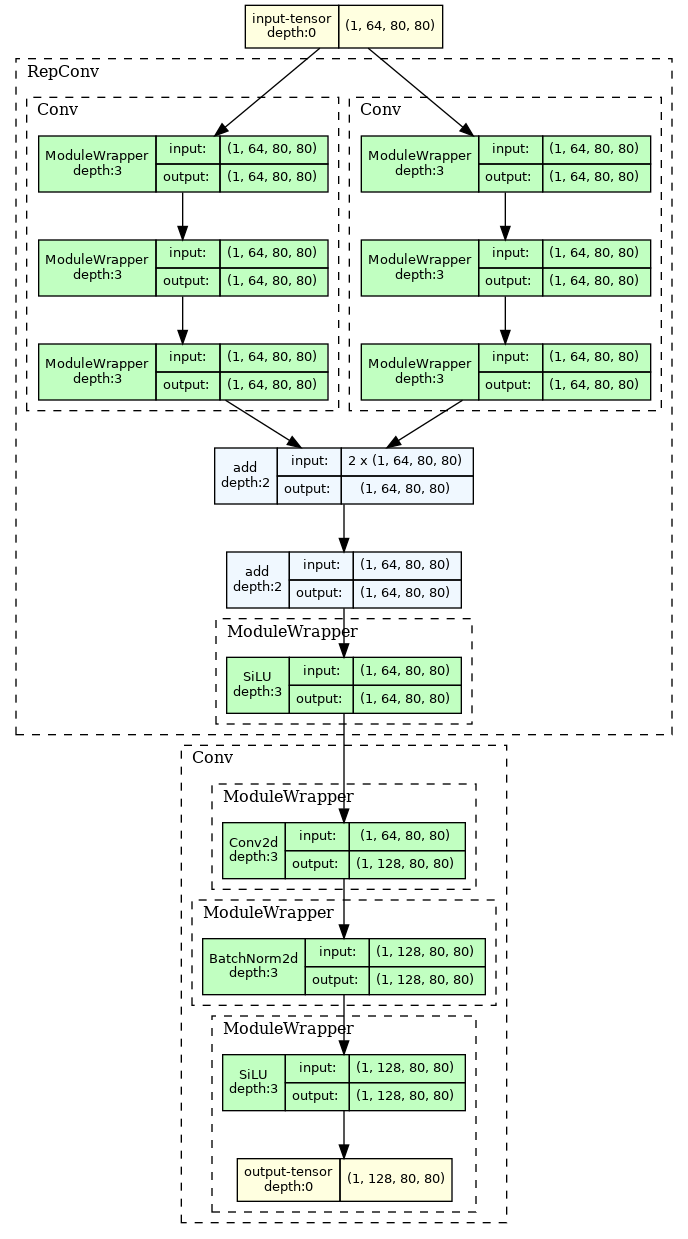 input-tensor
depth:0
(1, 64, 80, 80)
RepConv
Conv
ModuleWrapper
depth:3
input:
(1, 64, 80, 80)
output:
(1, 64, 80, 80)
ModuleWrapper
depth:3
input:
(1, 64, 80, 80)
output:
(1, 64, 80, 80)
ModuleWrapper
depth:3
input:
(1, 64, 80, 80)
output:
(1, 64, 80, 80)
Conv
ModuleWrapper
depth:3
input:
(1, 64, 80, 80)
output:
(1, 64, 80, 80)
ModuleWrapper
depth:3
input:
(1, 64, 80, 80)
output:
(1, 64, 80, 80)
ModuleWrapper
depth:3
input:
(1, 64, 80, 80)
output:
(1, 64, 80, 80)
add
depth:2
input:
2 x (1, 64, 80, 80)
output:
(1, 64, 80, 80)
add
depth:2
input:
(1, 64, 80, 80)
output:
(1, 64, 80, 80)
ModuleWrapper
SiLU
depth:3
input:
(1, 64, 80, 80)
output:
(1, 64, 80, 80)
Conv
ModuleWrapper
Conv2d
depth:3
input:
(1, 64, 80, 80)
output:
(1, 128, 80, 80)
ModuleWrapper
BatchNorm2d
depth:3
input:
(1, 128, 80, 80)
output:
(1, 128, 80, 80)
ModuleWrapper
SiLU
depth:3
input:
(1, 128, 80, 80)
output:
(1, 128, 80, 80)
output-tensor
depth:0
(1, 128, 80, 80)